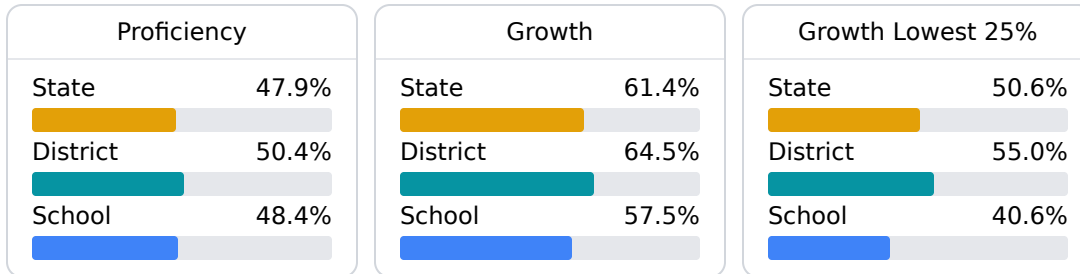 Proficiency
State 47.9%
District 50.4%
School 48.4%
Growth
State 61.4%
District 64.5%
School 57.5%
Growth Lowest 25%
State 50.6%
District 55.0%
School 40.6%